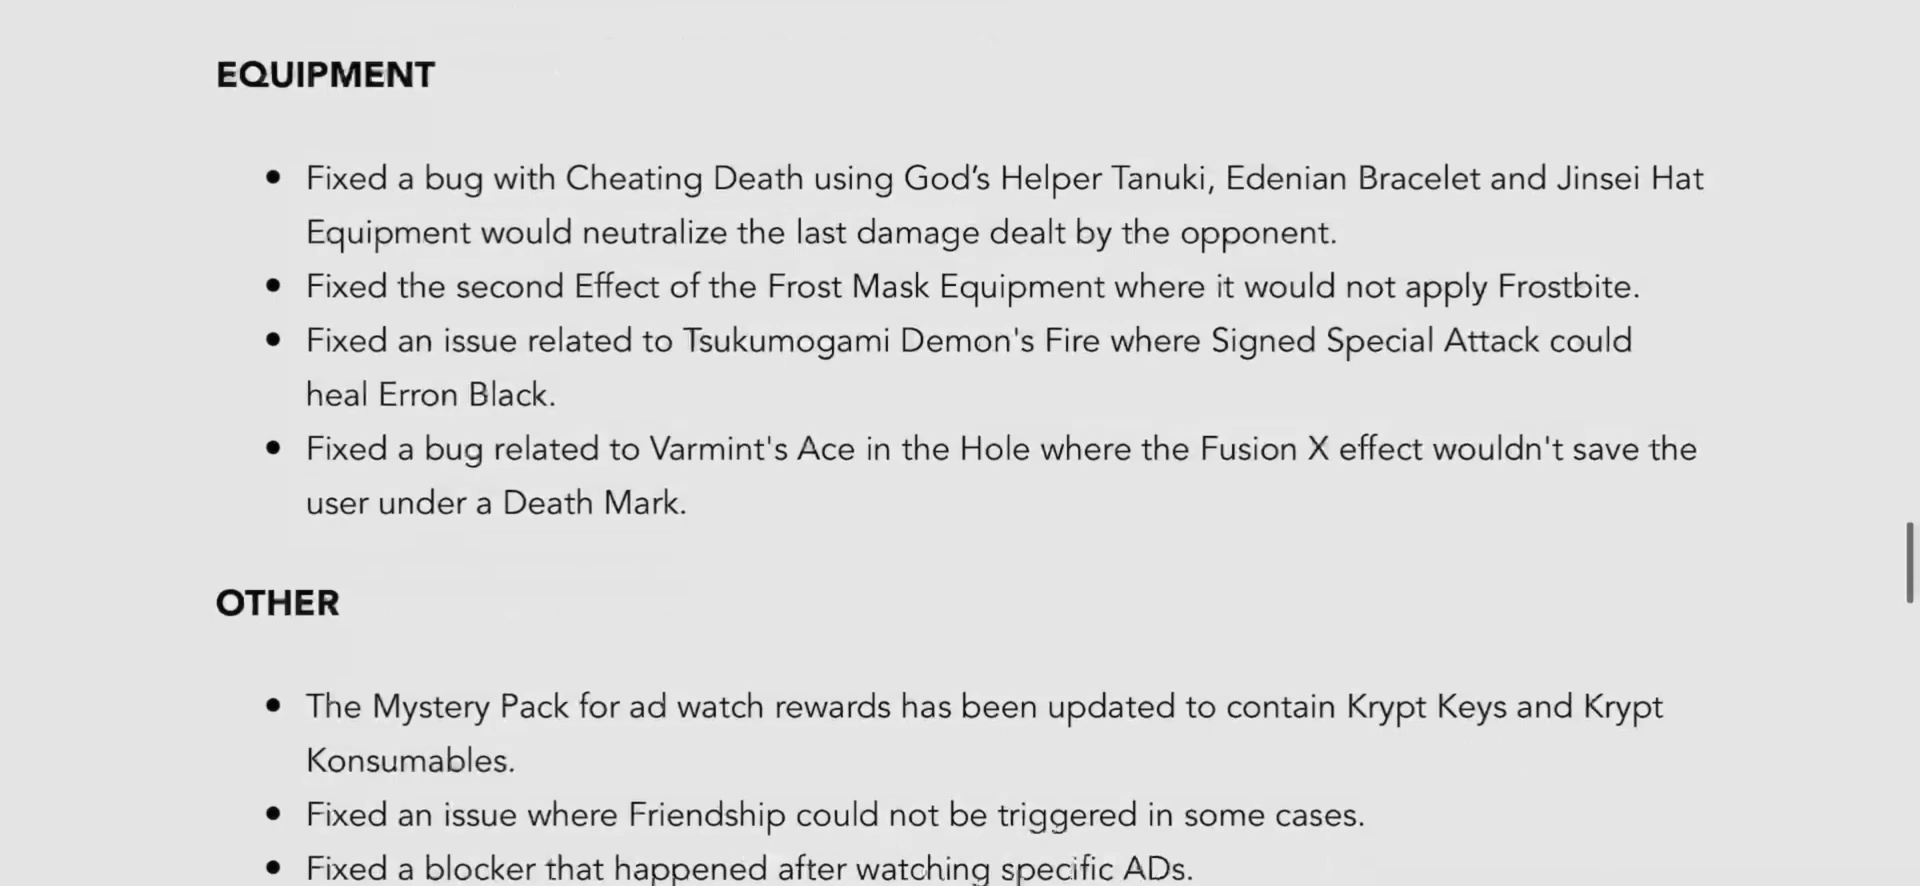 EQUIPMENT
• Fixed a bug with Cheating Death using God’s Helper Tanuki, Edenian Bracelet and Jinsei Hat
Equipment would neutralize the last damage dealt by the opponent.
• Fixed the second Effect of the Frost Mask Equipment where it would not apply Frostbite.
• Fixed an issue related to Tsukumogami Demon's Fire where Signed Special Attack could
heal Erron Black.
• Fixed a bug related to Varmint's Ace in the Hole where the Fusion X effect wouldn't save the
user under a Death Mark.
OTHER
• The Mystery Pack for ad watch rewards has been updated to contain Krypt Keys and Krypt
Konsumables.
• Fixed an issue where Friendship could not be triggered in some cases.
• Fixed a blocker that happened after watching specific ADs.